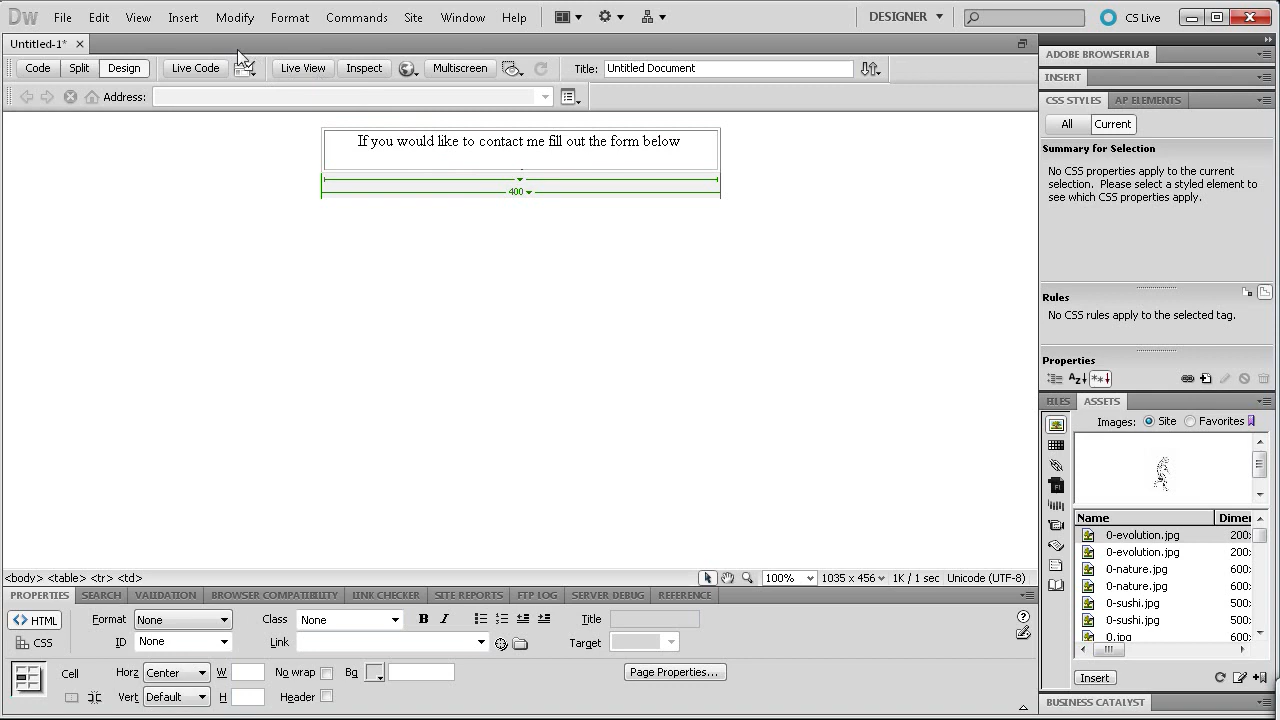 Dw File Edit View Insert Modify Format Commands Site Window Help DESIGNER CS Live
Untitled-1*
Code Split Design Live Code Live View Inspect Multiscreen Title: Untitled Document
Address:
If you would like to contact me fill out the form below
400
<body> <table> <tr> <td> 100% 1035 x 456 1K / 1 sec Unicode (UTF-8)
PROPERTIES SEARCH VALIDATION BROWSER COMPATIBILITY LINK CHECKER SITE REPORTS FTP LOG SERVER DEBUG REFERENCE
<> HTML Format None Class None B I Title
CSS ID None Link Target
Cell Horz Center W No wrap Bg Page Properties...
Vert Default H Header
ADOBE BROWSERLAB
INSERT
CSS STYLES AP ELEMENTS
All Current
Summary for Selection
No CSS properties apply to the current
selection. Please select a styled element to
see which CSS properties apply.
Rules
No CSS rules apply to the selected tag.
Properties
FILES ASSETS
Images: Site Favorites
Name Dimer
0-evolution.jpg 200
0-evolution.jpg 200
0-nature.jpg 600
0-nature.jpg 600
0-sushi.jpg 500
0-sushi.jpg 500
0.jpg 600
Insert
BUSINESS CATALYST